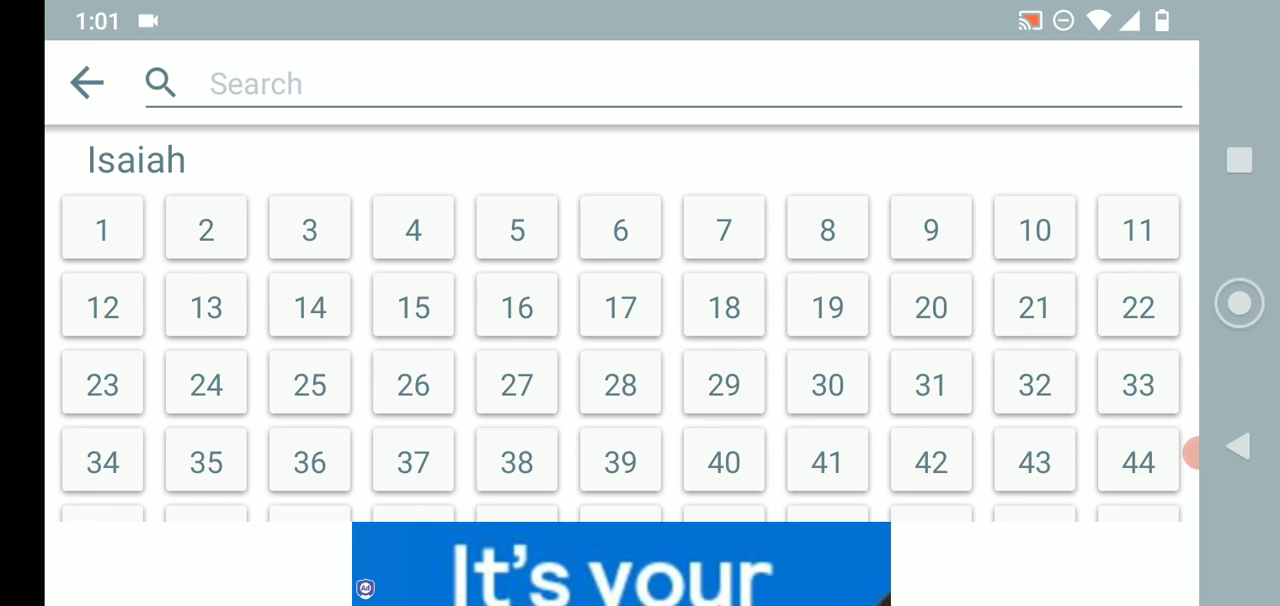 1:01
Search
Isaiah
1 2 3 4 5 6 7 8 9 10 11
12 13 14 15 16 17 18 19 20 21 22
23 24 25 26 27 28 29 30 31 32 33
34 35 36 37 38 39 40 41 42 43 44
It's your
Ad